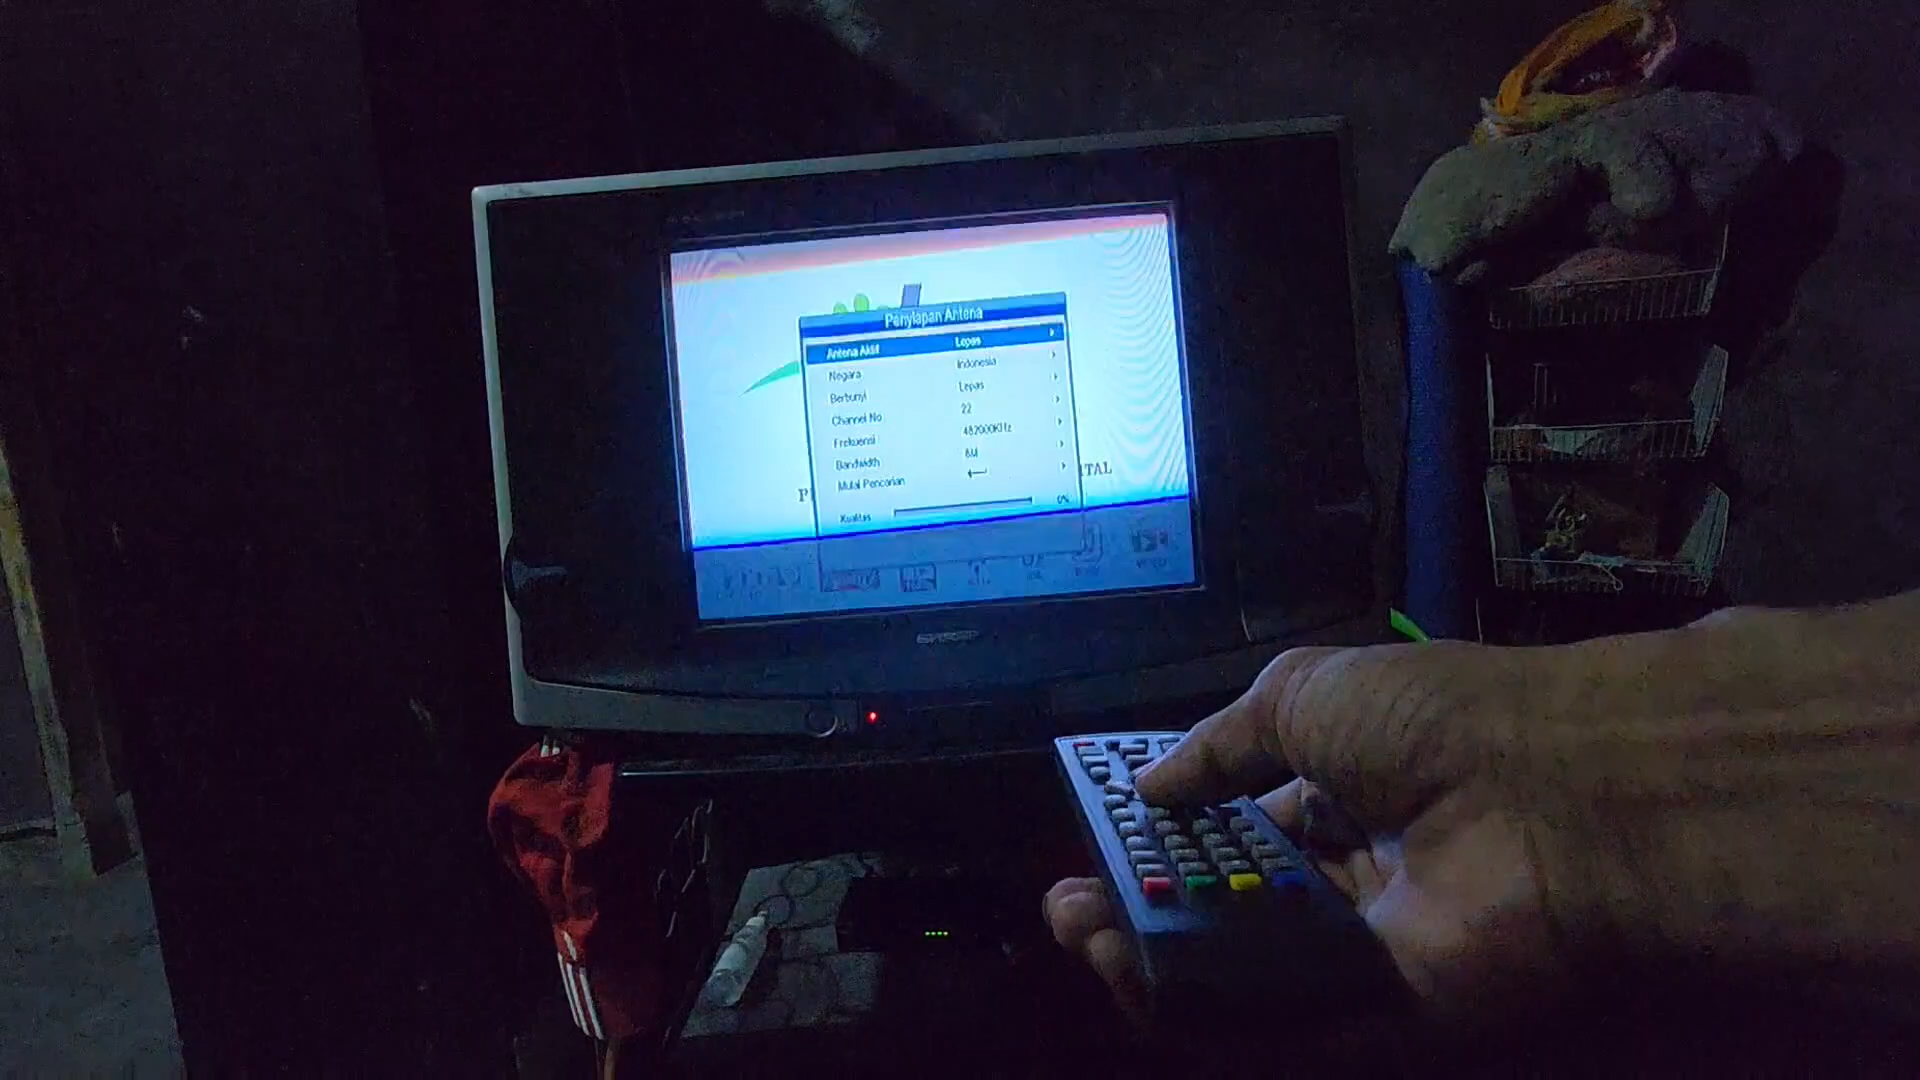 Penyiapan Antena
Antena Aktif Lepas
Negara Indonesia
Berbunyi Lepas
Channel No 22
Frekuensi 482000KHz
Bandwidth 8M
Mulai Pencarian
Kualitas 0%
P
ITAL